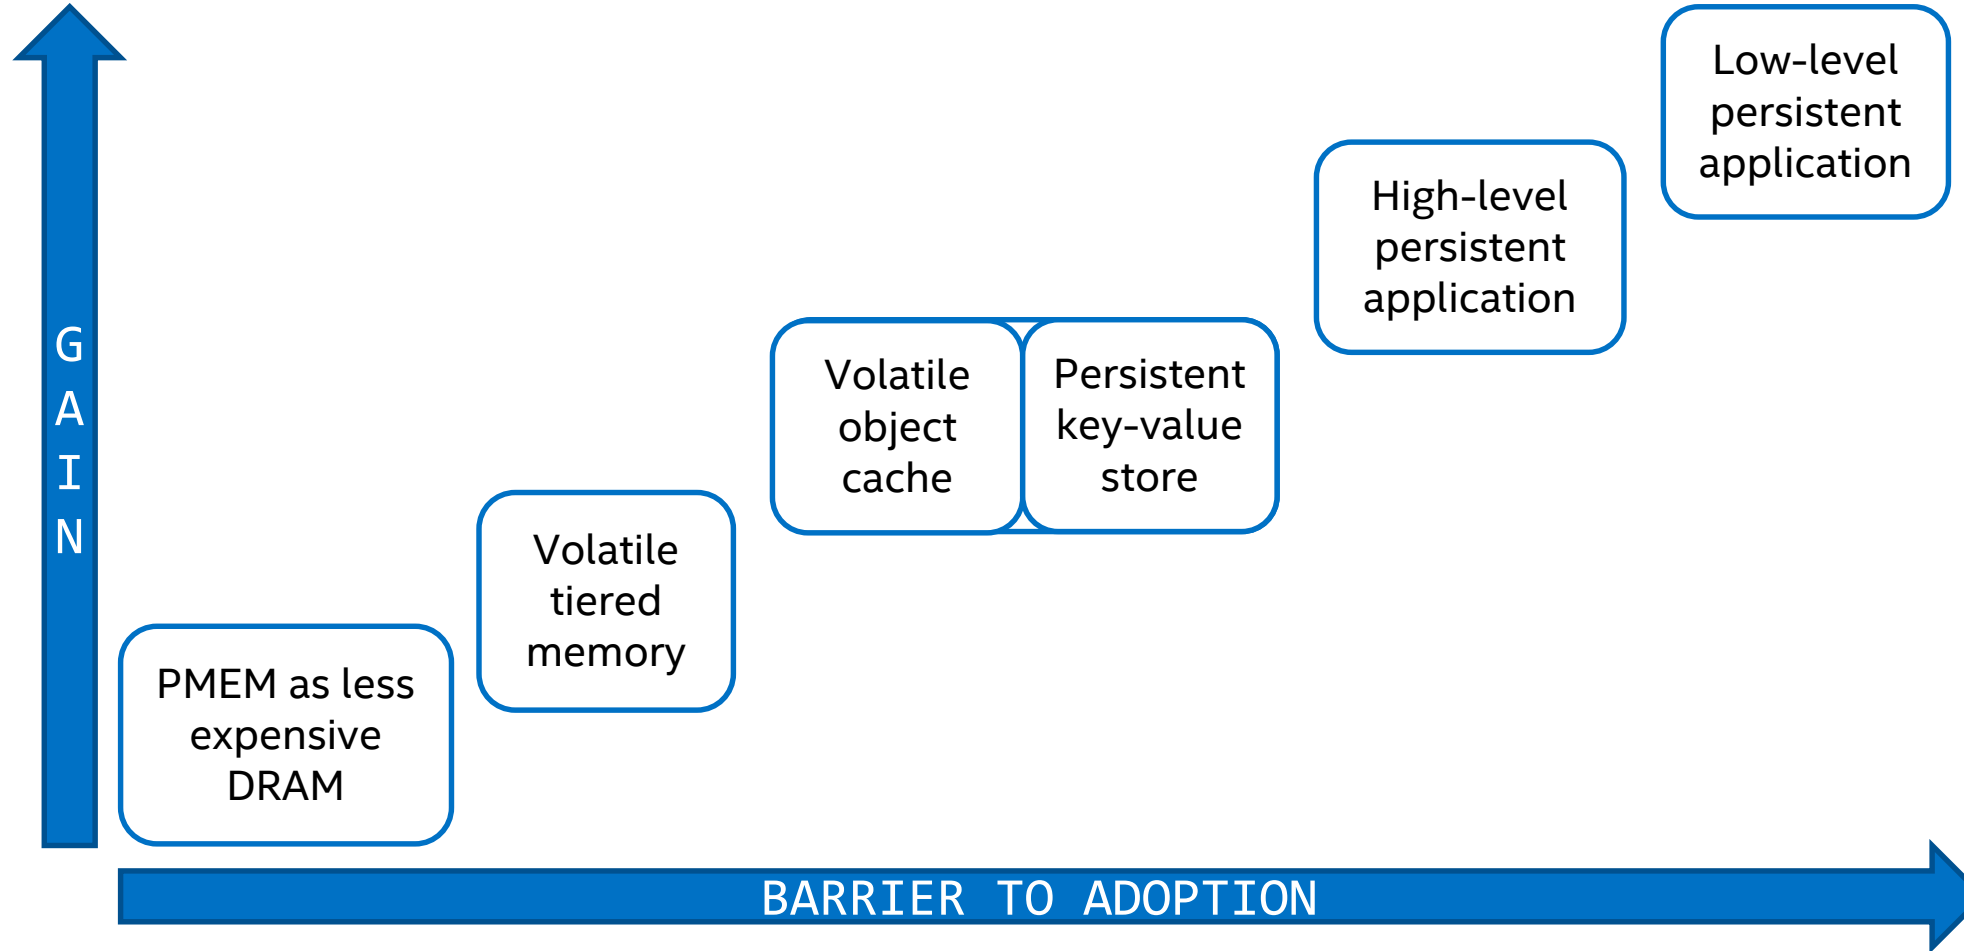 Low-level
persistent
application
High-level
persistent
application
Volatile
object
cache
Persistent
key-value
store
Volatile
tiered
memory
PMEM as less
expensive
DRAM
G
A
I
N
BARRIER TO ADOPTION